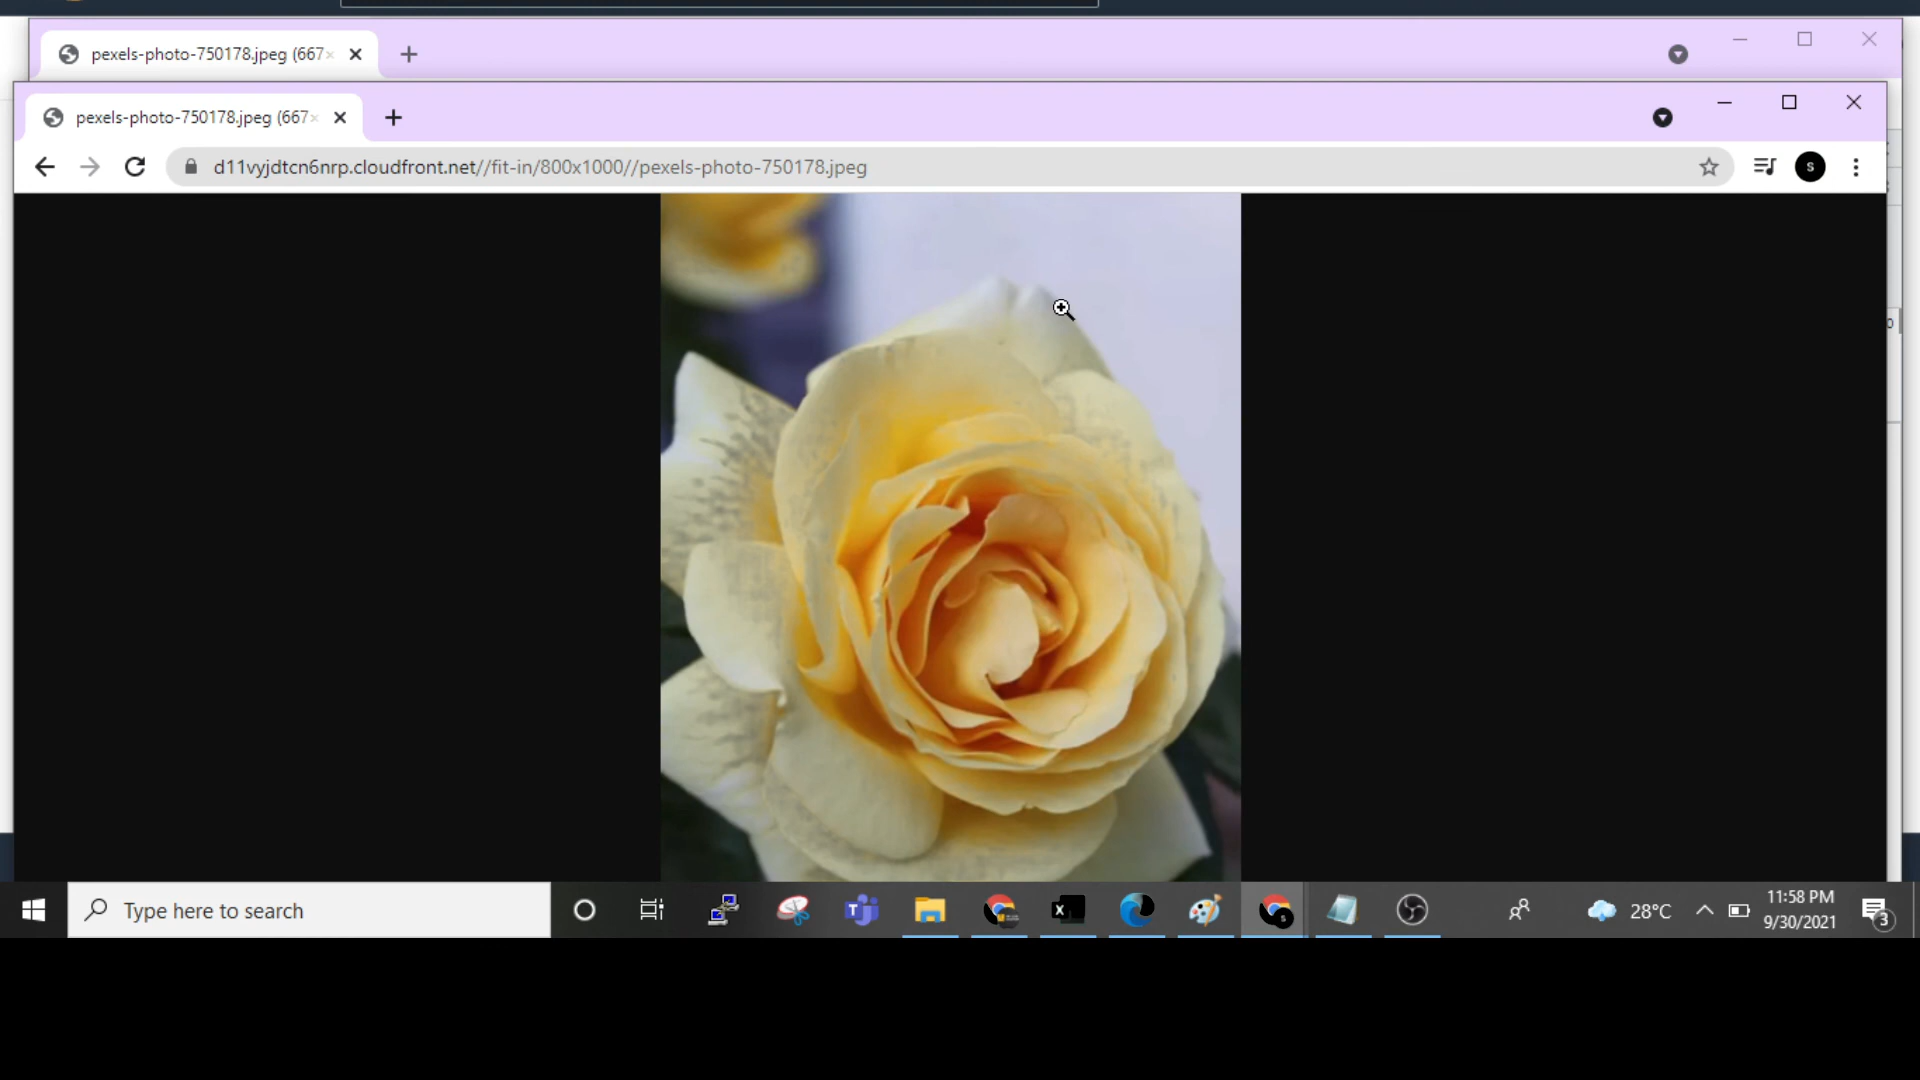 pexels-photo-750178.jpeg (667×
pexels-photo-750178.jpeg (667×
d11vyjdtcn6nrp.cloudfront.net//fit-in/800x1000//pexels-photo-750178.jpeg
S
Type here to search
28°C
11:58 PM
9/30/2021
3